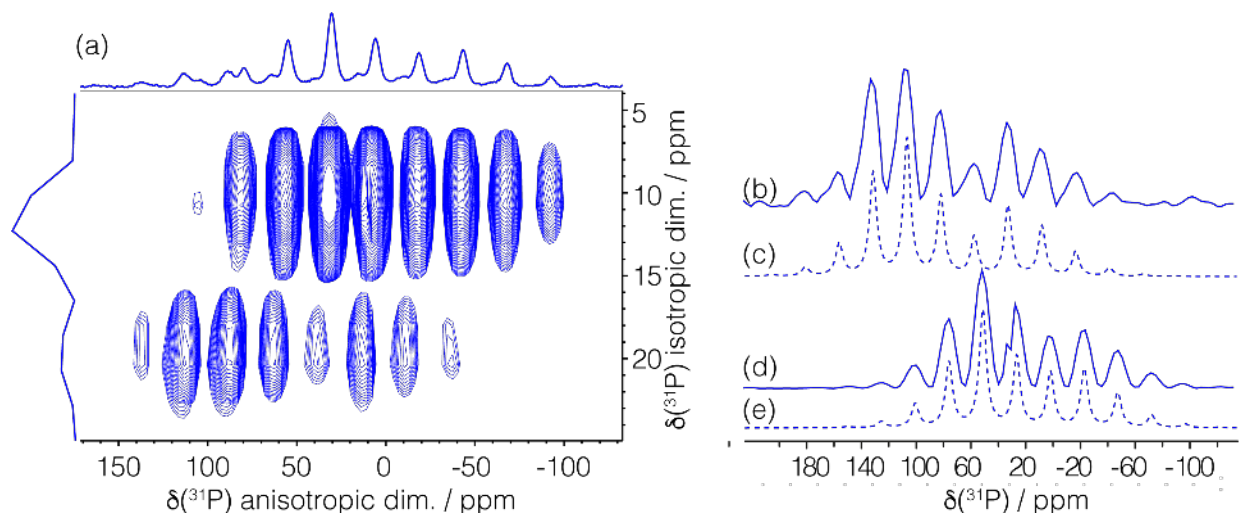 (a)
5
10
15
20
δ(³¹P) isotropic dim. / ppm
150 100 50 0 -50 -100
δ(³¹P) anisotropic dim. / ppm
(b)
(c)
(d)
(e)
180 140 100 60 20 -20 -60 -100
δ(³¹P) / ppm